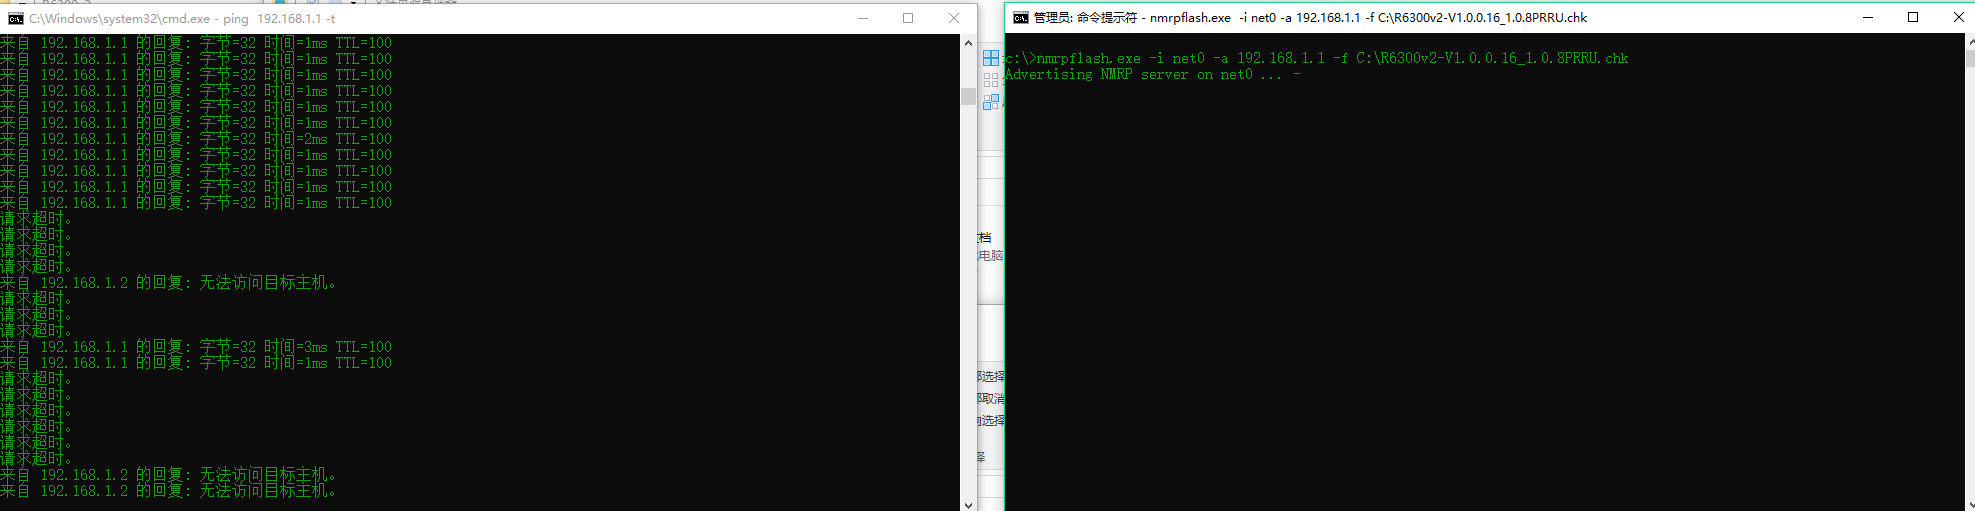 C:\Windows\system32\cmd.exe - ping  192.168.1.1 -t
来自 192.168.1.1 的回复: 字节=32 时间=1ms TTL=100
来自 192.168.1.1 的回复: 字节=32 时间=1ms TTL=100
来自 192.168.1.1 的回复: 字节=32 时间=1ms TTL=100
来自 192.168.1.1 的回复: 字节=32 时间=1ms TTL=100
来自 192.168.1.1 的回复: 字节=32 时间=1ms TTL=100
来自 192.168.1.1 的回复: 字节=32 时间=1ms TTL=100
来自 192.168.1.1 的回复: 字节=32 时间=2ms TTL=100
来自 192.168.1.1 的回复: 字节=32 时间=1ms TTL=100
来自 192.168.1.1 的回复: 字节=32 时间=1ms TTL=100
来自 192.168.1.1 的回复: 字节=32 时间=1ms TTL=100
来自 192.168.1.1 的回复: 字节=32 时间=1ms TTL=100
请求超时。
请求超时。
请求超时。
请求超时。
来自 192.168.1.2 的回复: 无法访问目标主机。
请求超时。
请求超时。
请求超时。
来自 192.168.1.1 的回复: 字节=32 时间=3ms TTL=100
来自 192.168.1.1 的回复: 字节=32 时间=1ms TTL=100
请求超时。
请求超时。
请求超时。
请求超时。
请求超时。
请求超时。
来自 192.168.1.2 的回复: 无法访问目标主机。
来自 192.168.1.2 的回复: 无法访问目标主机。
档
电脑
选择
取消
选择
择
管理员: 命令提示符 - nmrpflash.exe  -i net0 -a 192.168.1.1 -f C:\R6300v2-V1.0.0.16_1.0.8PRRU.chk
c:\>nmrpflash.exe -i net0 -a 192.168.1.1 -f C:\R6300v2-V1.0.0.16_1.0.8PRRU.chk
Advertising NMRP server on net0 ... -